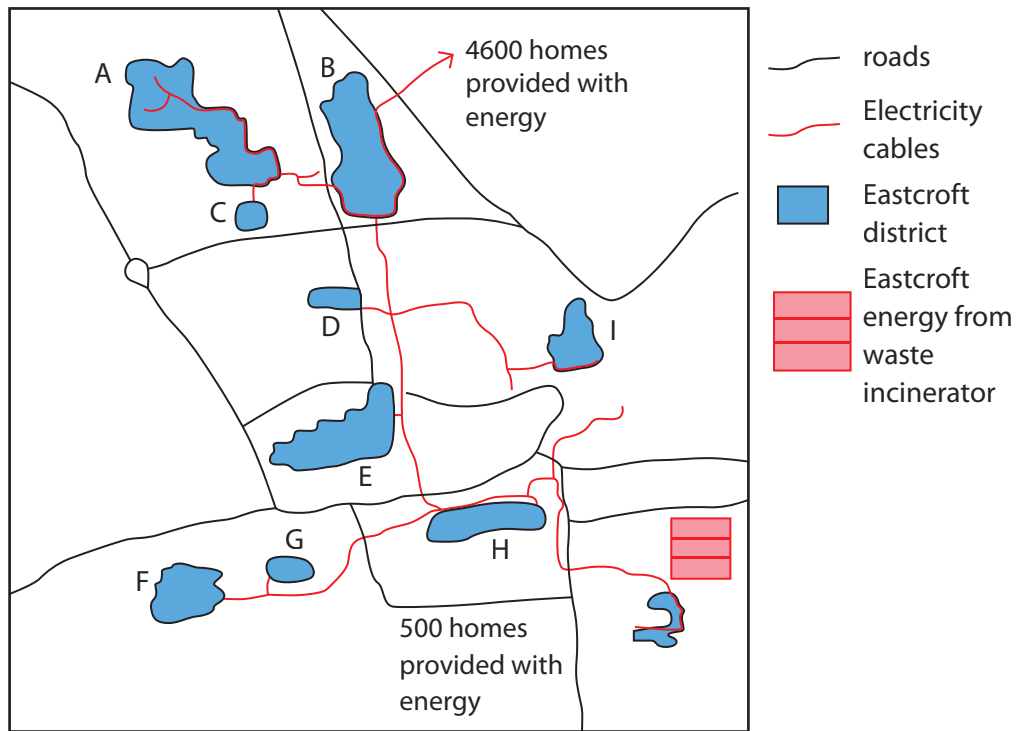 A
B
4600 homes
provided with
energy
C
D
I
E
G
F
H
500 homes
provided with
energy
roads
Electricity
cables
Eastcroft
district
Eastcroft
energy from
waste
incinerator